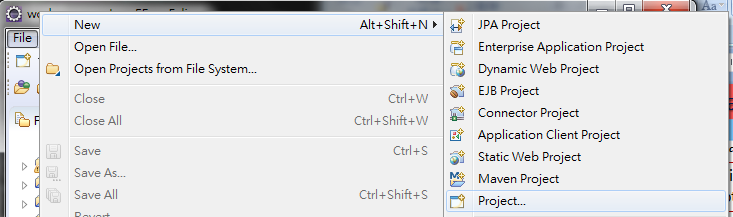 File
New Alt+Shift+N
Open File...
Open Projects from File System...
Close Ctrl+W
Close All Ctrl+Shift+W
Save Ctrl+S
Save As...
Save All Ctrl+Shift+S
Revert
JPA Project
Enterprise Application Project
Dynamic Web Project
EJB Project
Connector Project
Application Client Project
Static Web Project
Maven Project
Project...